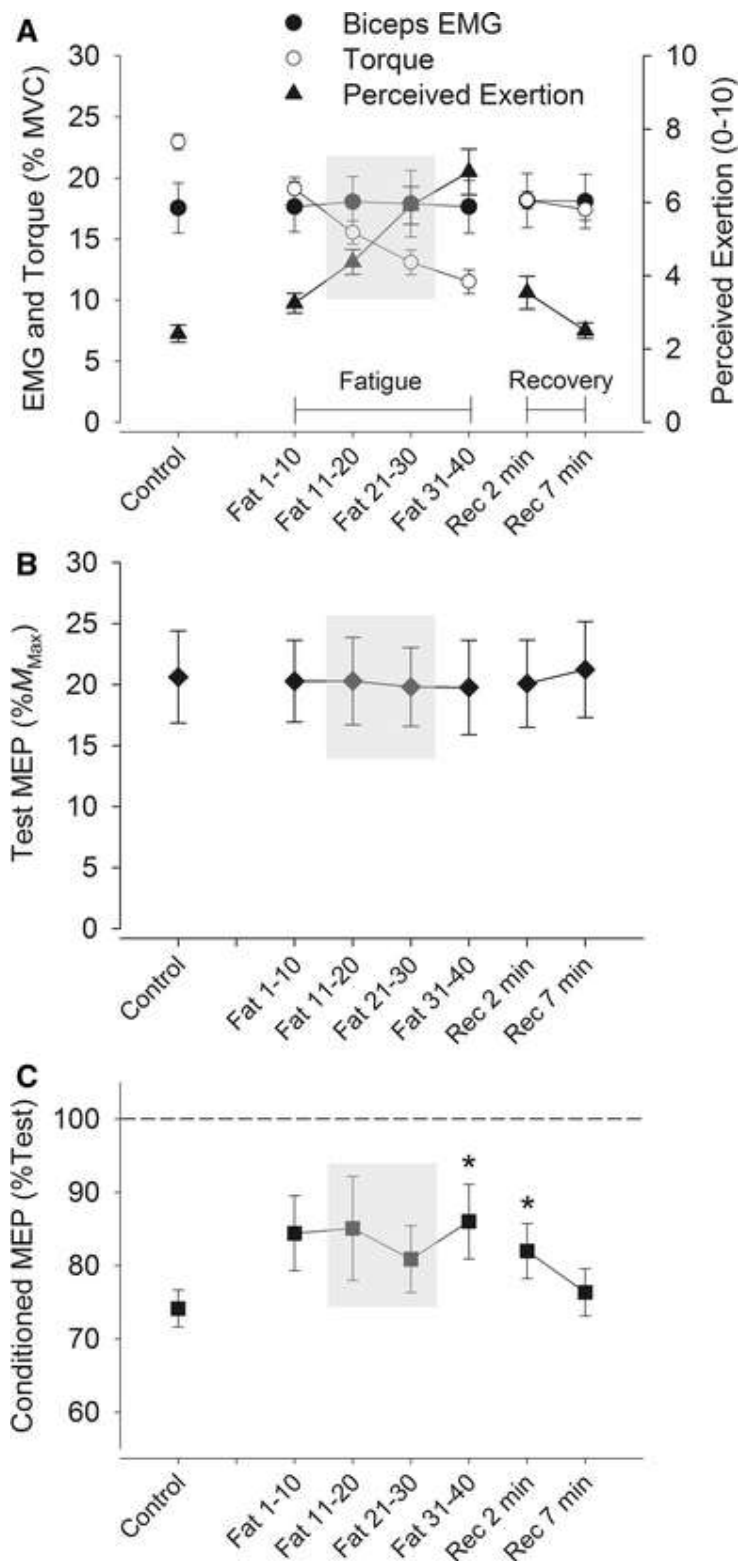 A
Biceps EMG
Torque
Perceived Exertion
EMG and Torque (% MVC)
30
25
20
15
10
5
0
Perceived Exertion (0-10)
10
8
6
4
2
0
Fatigue
Recovery
Control
Fat 1-10
Fat 11-20
Fat 21-30
Fat 31-40
Rec 2 min
Rec 7 min
B
Test MEP (%MMax)
30
25
20
15
10
5
0
Control
Fat 1-10
Fat 11-20
Fat 21-30
Fat 31-40
Rec 2 min
Rec 7 min
C
Conditioned MEP (%Test)
100
90
80
70
60
*
*
Control
Fat 1-10
Fat 11-20
Fat 21-30
Fat 31-40
Rec 2 min
Rec 7 min